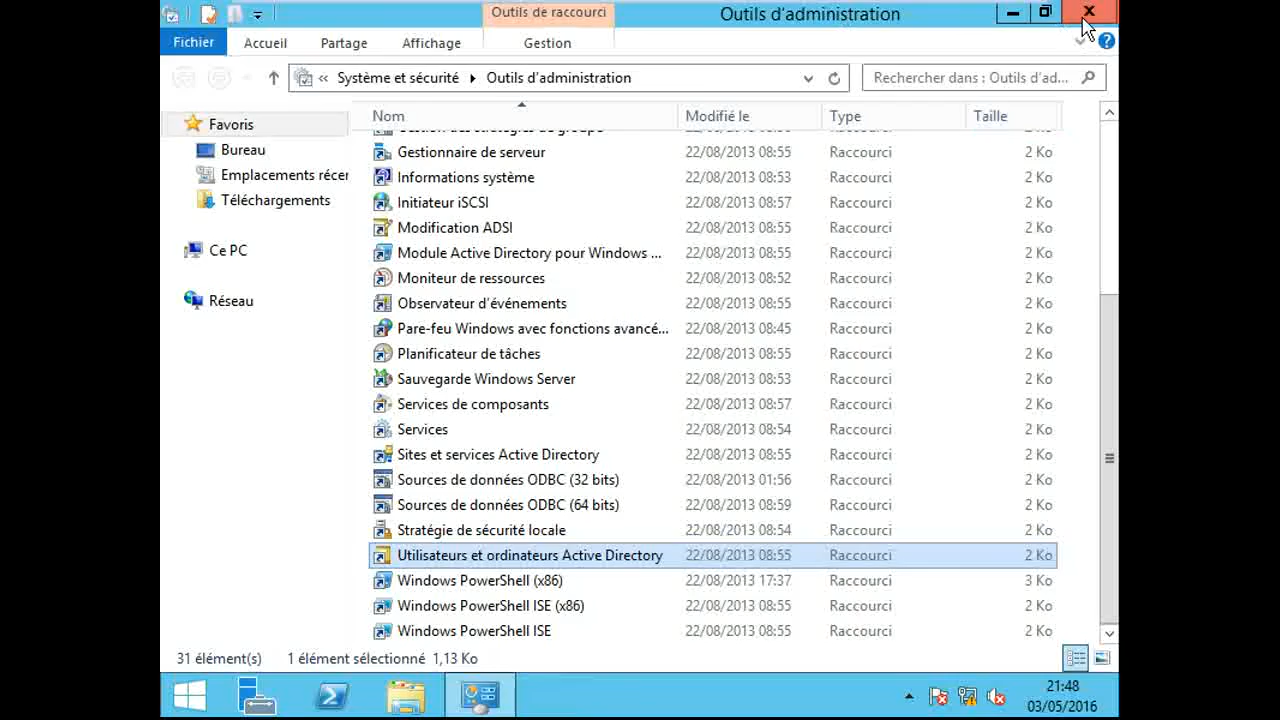 Outils de raccourci
Outils d'administration
Fichier
Accueil
Partage
Affichage
Gestion
« Système et sécurité ▸ Outils d'administration
Rechercher dans : Outils d'ad...
Favoris
Bureau
Emplacements récer
Téléchargements
Ce PC
Réseau
Nom Modifié le Type Taille
Gestion des stratégies de groupe Raccourci
Gestionnaire de serveur 22/08/2013 08:55 Raccourci 2 Ko
Informations système 22/08/2013 08:53 Raccourci 2 Ko
Initiateur iSCSI 22/08/2013 08:57 Raccourci 2 Ko
Modification ADSI 22/08/2013 08:55 Raccourci 2 Ko
Module Active Directory pour Windows ... 22/08/2013 08:55 Raccourci 2 Ko
Moniteur de ressources 22/08/2013 08:52 Raccourci 2 Ko
Observateur d'événements 22/08/2013 08:55 Raccourci 2 Ko
Pare-feu Windows avec fonctions avancé... 22/08/2013 08:45 Raccourci 2 Ko
Planificateur de tâches 22/08/2013 08:55 Raccourci 2 Ko
Sauvegarde Windows Server 22/08/2013 08:53 Raccourci 2 Ko
Services de composants 22/08/2013 08:57 Raccourci 2 Ko
Services 22/08/2013 08:54 Raccourci 2 Ko
Sites et services Active Directory 22/08/2013 08:55 Raccourci 2 Ko
Sources de données ODBC (32 bits) 22/08/2013 01:56 Raccourci 2 Ko
Sources de données ODBC (64 bits) 22/08/2013 08:59 Raccourci 2 Ko
Stratégie de sécurité locale 22/08/2013 08:54 Raccourci 2 Ko
Utilisateurs et ordinateurs Active Directory 22/08/2013 08:55 Raccourci 2 Ko
Windows PowerShell (x86) 22/08/2013 17:37 Raccourci 3 Ko
Windows PowerShell ISE (x86) 22/08/2013 08:55 Raccourci 2 Ko
Windows PowerShell ISE 22/08/2013 08:55 Raccourci 2 Ko
31 élément(s) 1 élément sélectionné 1,13 Ko
21:48
03/05/2016